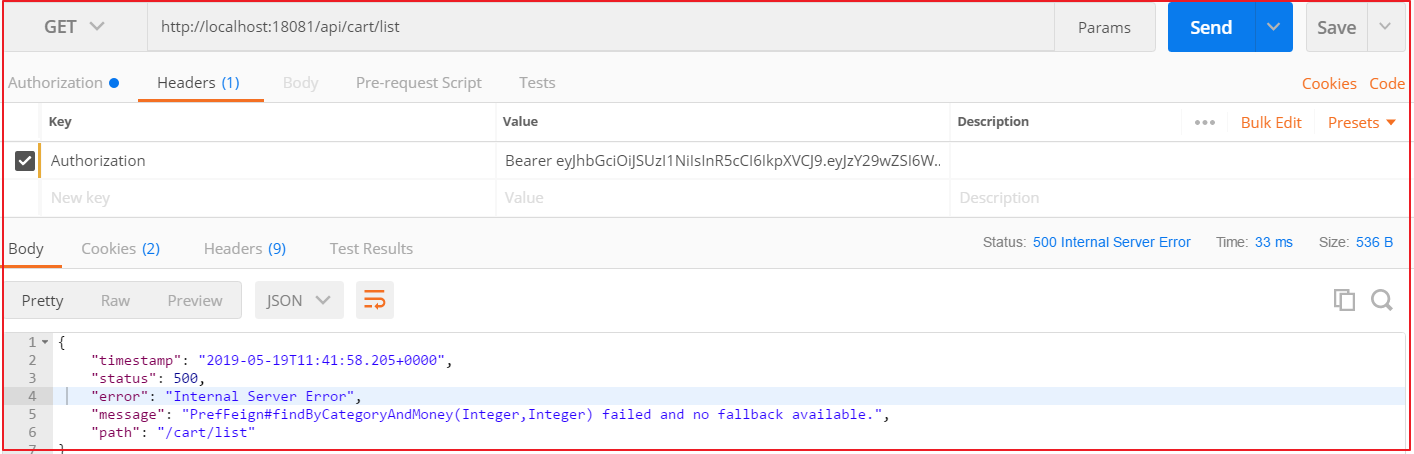 GET http://localhost:18081/api/cart/list Params Send Save
Authorization Headers (1) Body Pre-request Script Tests Cookies Code
Key Value Description Bulk Edit Presets
Authorization Bearer eyJhbGciOiJSUzI1NiIsInR5cCI6IkpXVCJ9.eyJzY29wZSI6W..
New key Value Description
Body Cookies (2) Headers (9) Test Results Status: 500 Internal Server Error Time: 33 ms Size: 536 B
Pretty Raw Preview JSON
1 {
2 "timestamp": "2019-05-19T11:41:58.205+0000",
3 "status": 500,
4 "error": "Internal Server Error",
5 "message": "PrefFeign#findByCategoryAndMoney(Integer,Integer) failed and no fallback available.",
6 "path": "/cart/list"
7 }